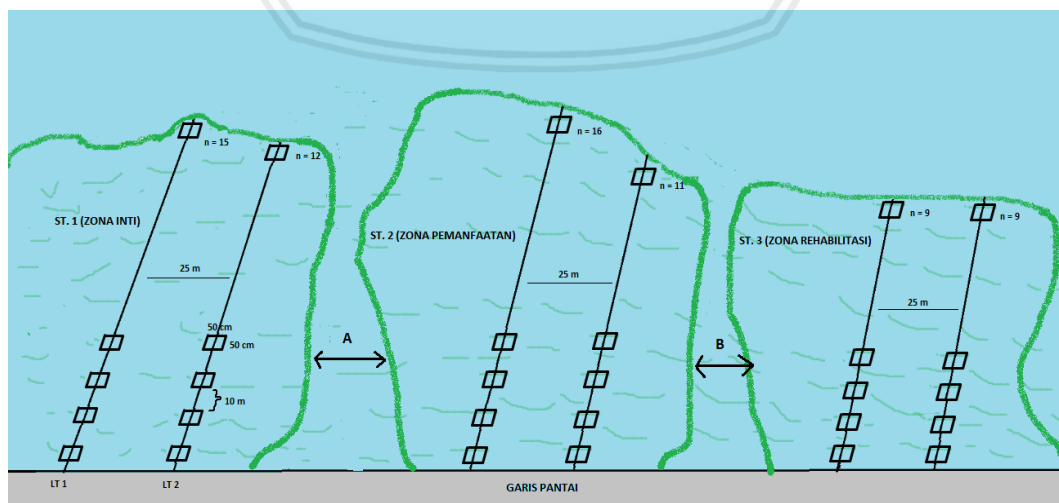 n = 15
n = 12
n = 16
n = 11
n = 9
n = 9
ST. 1 (ZONA INTI)
ST. 2 (ZONA PEMANFAATAN)
ST. 3 (ZONA REHABILITASI)
25 m
25 m
25 m
50 cm
50 cm
A
B
10 m
LT 1
LT 2
GARIS PANTAI